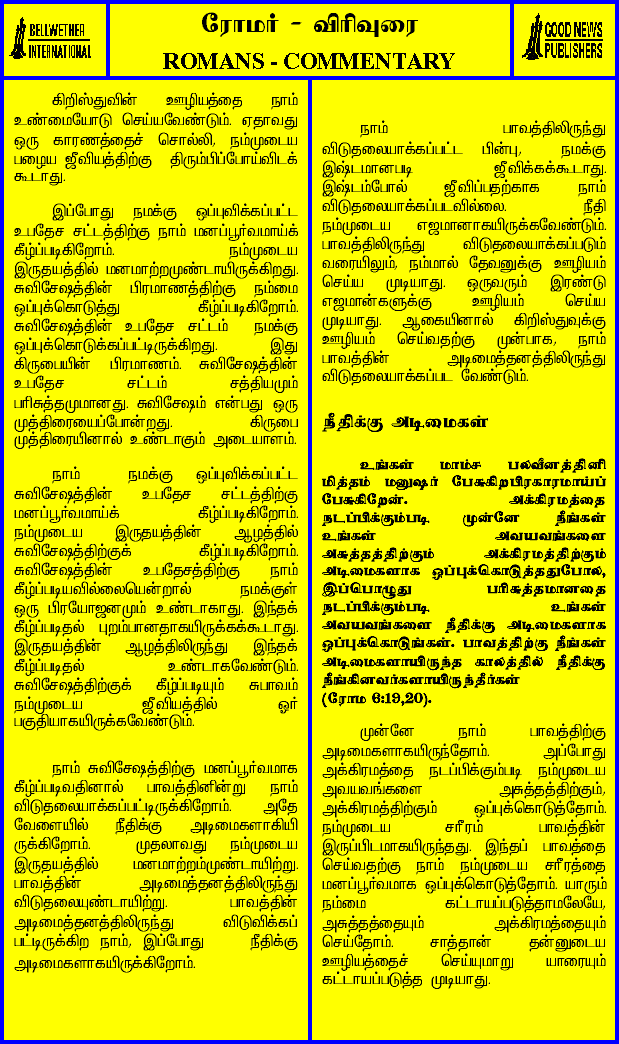 BELLWETHER
INTERNATIONAL
ரோமர் - விரிவுரை
ROMANS - COMMENTARY
GOOD NEWS
PUBLISHERS
கிறிஸ்துவின் ஊழியத்தை நாம்
உண்மையோடு செய்யவேண்டும். ஏதாவது
ஒரு காரணத்தைச் சொல்லி, நம்முடைய
பழைய ஜீவியத்திற்கு திரும்பிப்போய்விடக்
கூடாது.
இப்போது நமக்கு ஒப்புவிக்கப்பட்ட
உபதேச சட்டத்திற்கு நாம் மனப்பூர்வமாய்க்
கீழ்ப்படிகிறோம். நம்முடைய
இருதயத்தில் மனமாற்றமுண்டாயிருக்கிறது.
சுவிசேஷத்தின் பிரமாணத்திற்கு நம்மை
ஒப்புக்கொடுத்து கீழ்ப்படிகிறோம்.
சுவிசேஷத்தின் உபதேச சட்டம் நமக்கு
ஒப்புக்கொடுக்கப்பட்டிருக்கிறது. இது
கிருபையின் பிரமாணம். சுவிசேஷத்தின்
உபதேச சட்டம் சத்தியமும்
பரிசுத்தமுமானது. சுவிசேஷம் என்பது ஒரு
முத்திரையைப்போன்றது. கிருபை
முத்திரையினால் உண்டாகும் அடையாளம்.
நாம் நமக்கு ஒப்புவிக்கப்பட்ட
சுவிசேஷத்தின் உபதேச சட்டத்திற்கு
மனப்பூர்வமாய்க் கீழ்ப்படிகிறோம்.
நம்முடைய இருதயத்தின் ஆழத்தில்
சுவிசேஷத்திற்குக் கீழ்ப்படிகிறோம்.
சுவிசேஷத்தின் உபதேசத்திற்கு நாம்
கீழ்ப்படியவில்லையென்றால் நமக்குள்
ஒரு பிரயோஜனமும் உண்டாகாது. இந்தக்
கீழ்ப்படிதல் புறம்பானதாகயிருக்கக்கூடாது.
இருதயத்தின் ஆழத்திலிருந்து இந்தக்
கீழ்ப்படிதல் உண்டாகவேண்டும்.
சுவிசேஷத்திற்குக் கீழ்ப்படியும் சுபாவம்
நம்முடைய ஜீவியத்தில் ஓர்
பகுதியாகயிருக்கவேண்டும்.
நாம் சுவிசேஷத்திற்கு மனப்பூர்வமாக
கீழ்ப்படிவதினால் பாவத்தினின்று நாம்
விடுதலையாக்கப்பட்டிருக்கிறோம். அதே
வேளையில் நீதிக்கு அடிமைகளாகியி
ருக்கிறோம். முதலாவது நம்முடைய
இருதயத்தில் மனமாற்றம்முண்டாயிற்று.
பாவத்தின் அடிமைத்தனத்திலிருந்து
விடுதலையுண்டாயிற்று. பாவத்தின்
அடிமைத்தனத்திலிருந்து விடுவிக்கப்
பட்டிருக்கிற நாம், இப்போது நீதிக்கு
அடிமைகளாகயிருக்கிறோம்.
நாம் பாவத்திலிருந்து
விடுதலையாக்கப்பட்ட பின்பு, நமக்கு
இஷ்டமானபடி ஜீவிக்கக்கூடாது.
இஷ்டம்போல் ஜீவிப்பதற்காக நாம்
விடுதலையாக்கப்படவில்லை. நீதி
நம்முடைய எஜமானாகயிருக்கவேண்டும்.
பாவத்திலிருந்து விடுதலையாக்கப்படும்
வரையிலும், நம்மால் தேவனுக்கு ஊழியம்
செய்ய முடியாது. ஒருவரும் இரண்டு
எஜமான்களுக்கு ஊழியம் செய்ய
முடியாது. ஆகையினால் கிறிஸ்துவுக்கு
ஊழியம் செய்வதற்கு முன்பாக, நாம்
பாவத்தின் அடிமைத்தனத்திலிருந்து
விடுதலையாக்கப்பட வேண்டும்.
நீதிக்கு அடிமைகள்
உங்கள் மாம்ச பலவீனத்தினி
மித்தம் மனுஷர் பேசுகிறபிரகாரமாய்ப்
பேசுகிறேன். அக்கிரமத்தை
நடப்பிக்கும்படி முன்னே நீங்கள்
உங்கள் அவயவங்களை
அசுத்தத்திற்கும் அக்கிரமத்திற்கும்
அடிமைகளாக ஒப்புக்கொடுத்ததுபோல,
இப்பொழுது பரிசுத்தமானதை
நடப்பிக்கும்படி உங்கள்
அவயவங்களை நீதிக்கு அடிமைகளாக
ஒப்புக்கொடுங்கள். பாவத்திற்கு நீங்கள்
அடிமைகளாயிருந்த காலத்தில் நீதிக்கு
நீங்கினவர்களாயிருந்தீர்கள்
(ரோம 6:19,20).
முன்னே நாம் பாவத்திற்கு
அடிமைகளாகயிருந்தோம். அப்போது
அக்கிரமத்தை நடப்பிக்கும்படி நம்முடைய
அவயவங்களை அசுத்தத்திற்கும்,
அக்கிரமத்திற்கும் ஒப்புக்கொடுத்தோம்.
நம்முடைய சரீரம் பாவத்தின்
இருப்பிடமாகயிருந்தது. இந்தப் பாவத்தை
செய்வதற்கு நாம் நம்முடைய சரீரத்தை
மனப்பூர்வமாக ஒப்புக்கொடுத்தோம். யாரும்
நம்மை கட்டாயப்படுத்தாமலேயே,
அசுத்தத்தையும் அக்கிரமத்தையும்
செய்தோம். சாத்தான் தன்னுடைய
ஊழியத்தைச் செய்யுமாறு யாரையும்
கட்டாயப்படுத்த முடியாது.